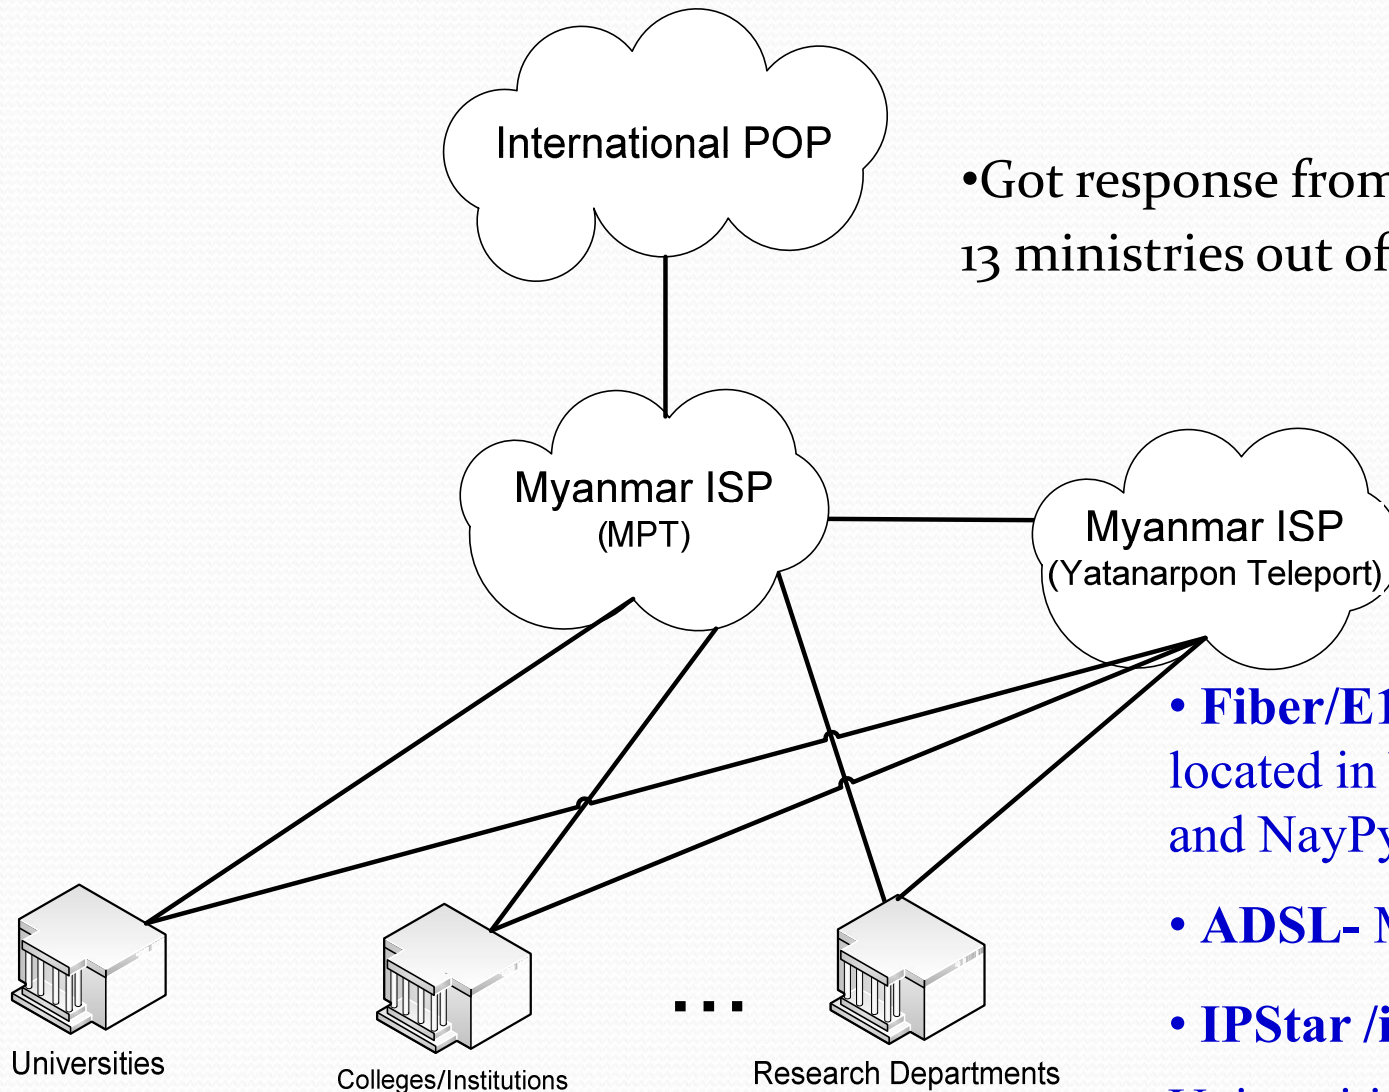 International POP
•Got response from
13 ministries out of
Myanmar ISP
(MPT)
Myanmar ISP
(Yatanarpon Teleport)
• Fiber/E1
located in
and NayPy
• ADSL-
• IPStar /i
...
Universities
Colleges/Institutions
Research Departments